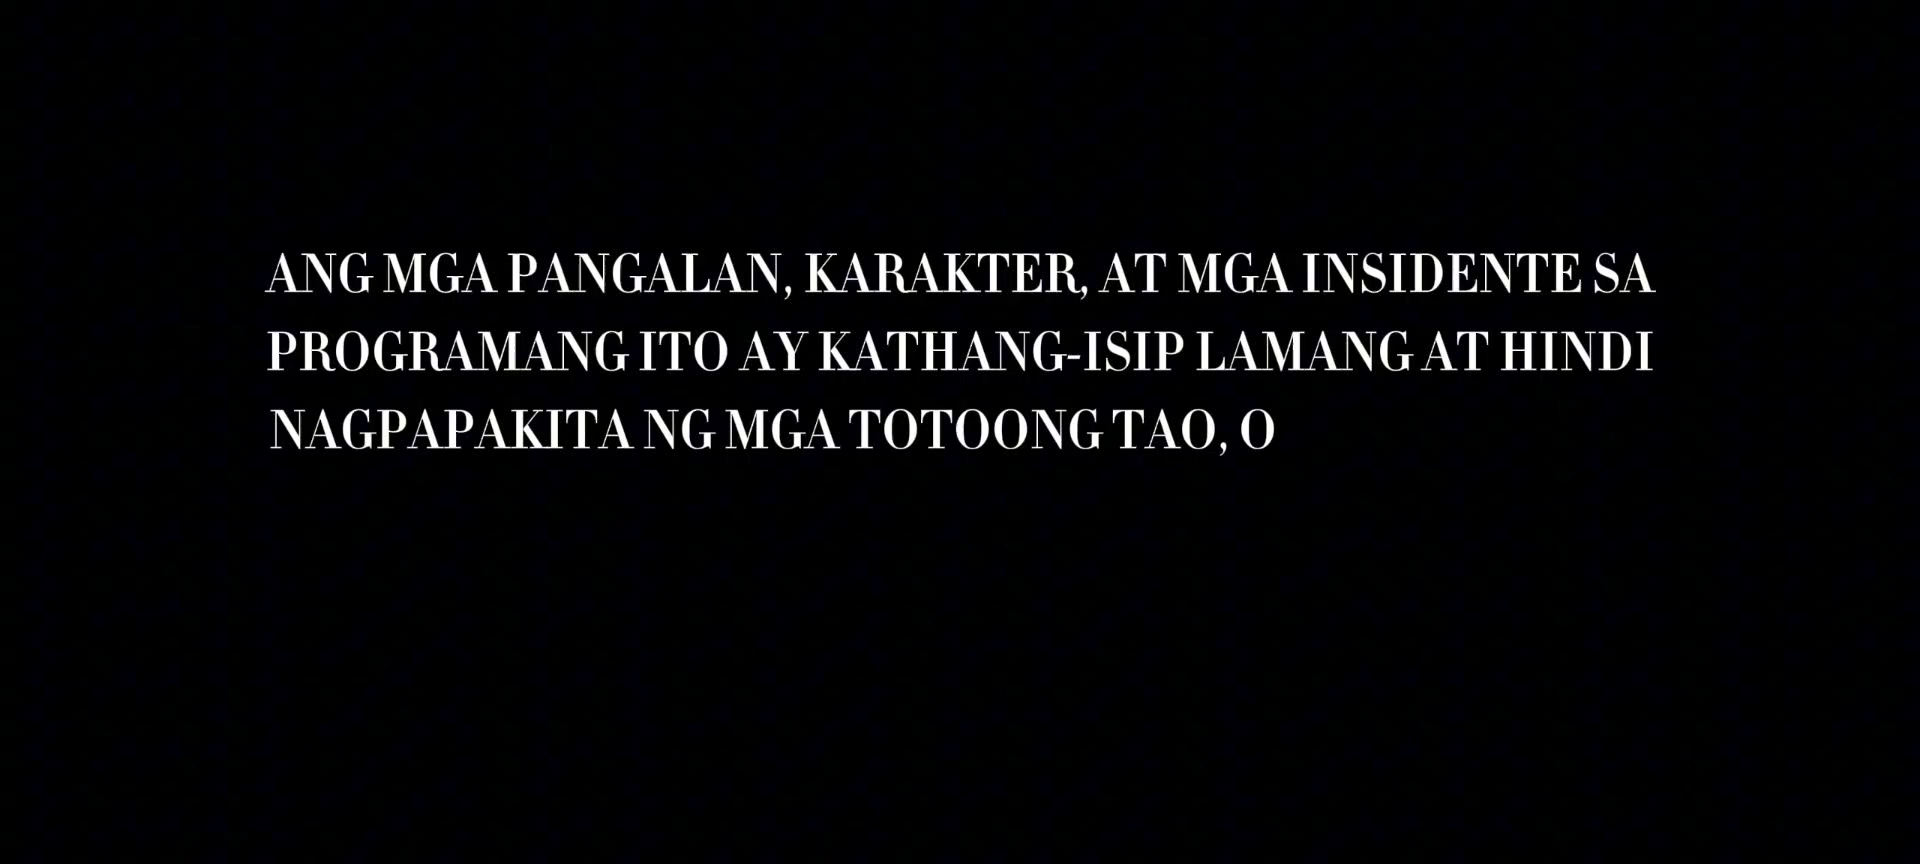 ANG MGA PANGALAN, KARAKTER, AT MGA INSIDENTE SA
PROGRAMANG ITO AY KATHANG-ISIP LAMANG AT HINDI
NAGPAPAKITA NG MGA TOTOONG TAO, O